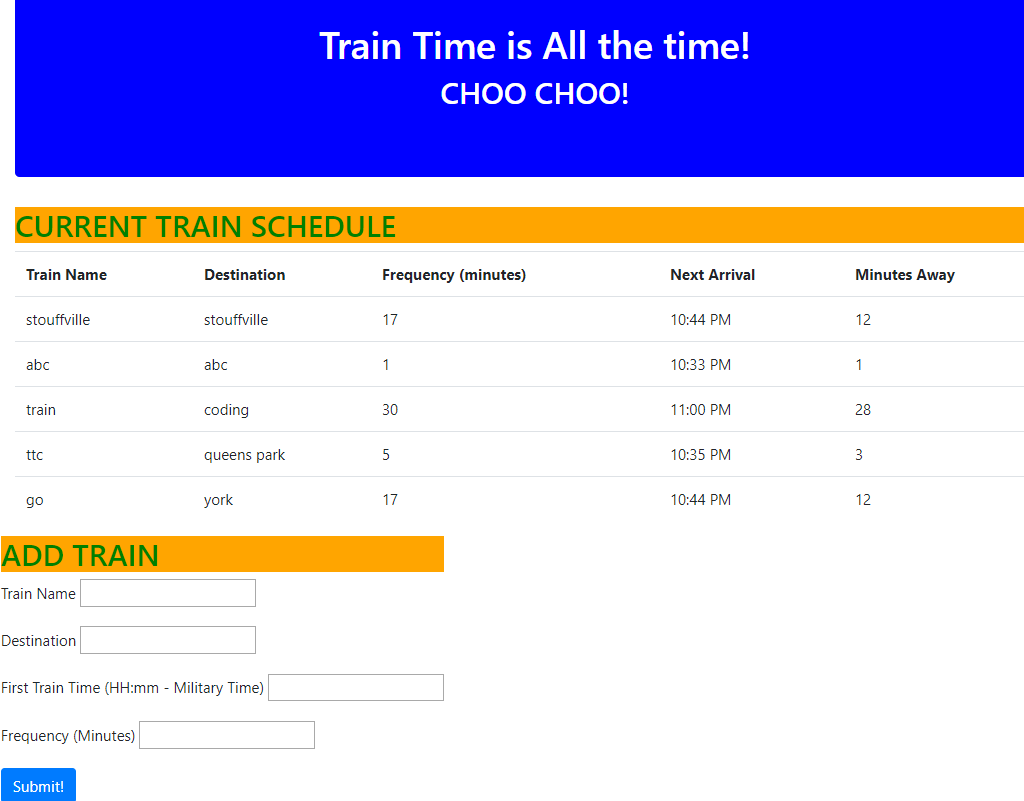 Train Time is All the time!
CHOO CHOO!
CURRENT TRAIN SCHEDULE
Train Name Destination Frequency (minutes) Next Arrival Minutes Away
stouffville stouffville 17 10:44 PM 12
abc abc 1 10:33 PM 1
train coding 30 11:00 PM 28
ttc queens park 5 10:35 PM 3
go york 17 10:44 PM 12
ADD TRAIN
Train Name
Destination
First Train Time (HH:mm - Military Time)
Frequency (Minutes)
Submit!